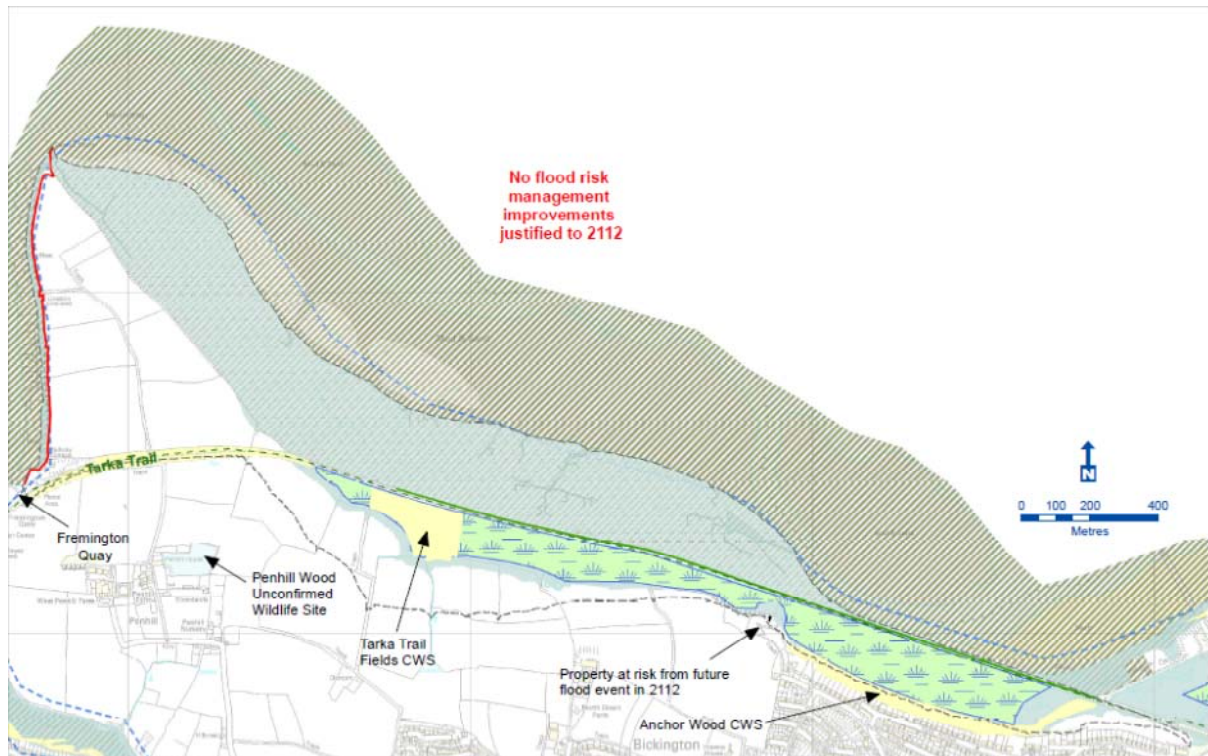 No flood risk
management
improvements
justified to 2112
N
0 100 200 400
Metres
Tarka Trail
Fremington
Quay
Penhill Wood
Unconfirmed
Wildlife Site
Tarka Trail
Fields CWS
Property at risk from future
flood event in 2112
Anchor Wood CWS
Penhill
Bickington